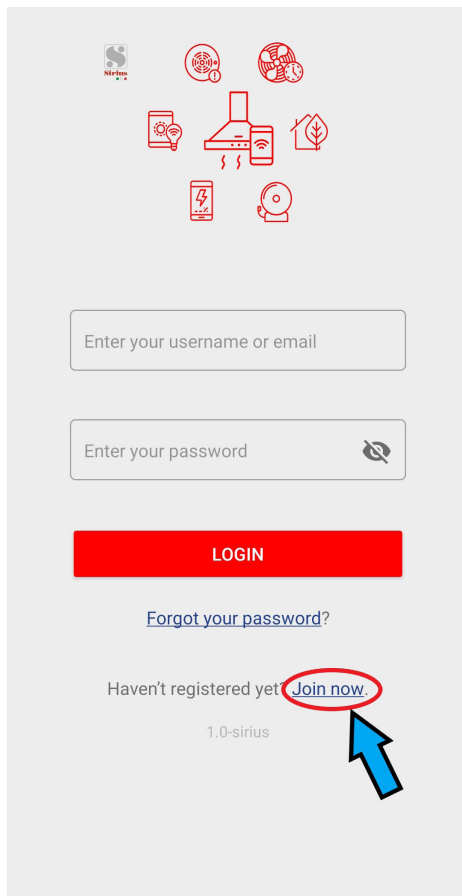 Sirius
Enter your username or email
Enter your password
LOGIN
Forgot your password?
Haven't registered yet? Join now.
1.0-sirius